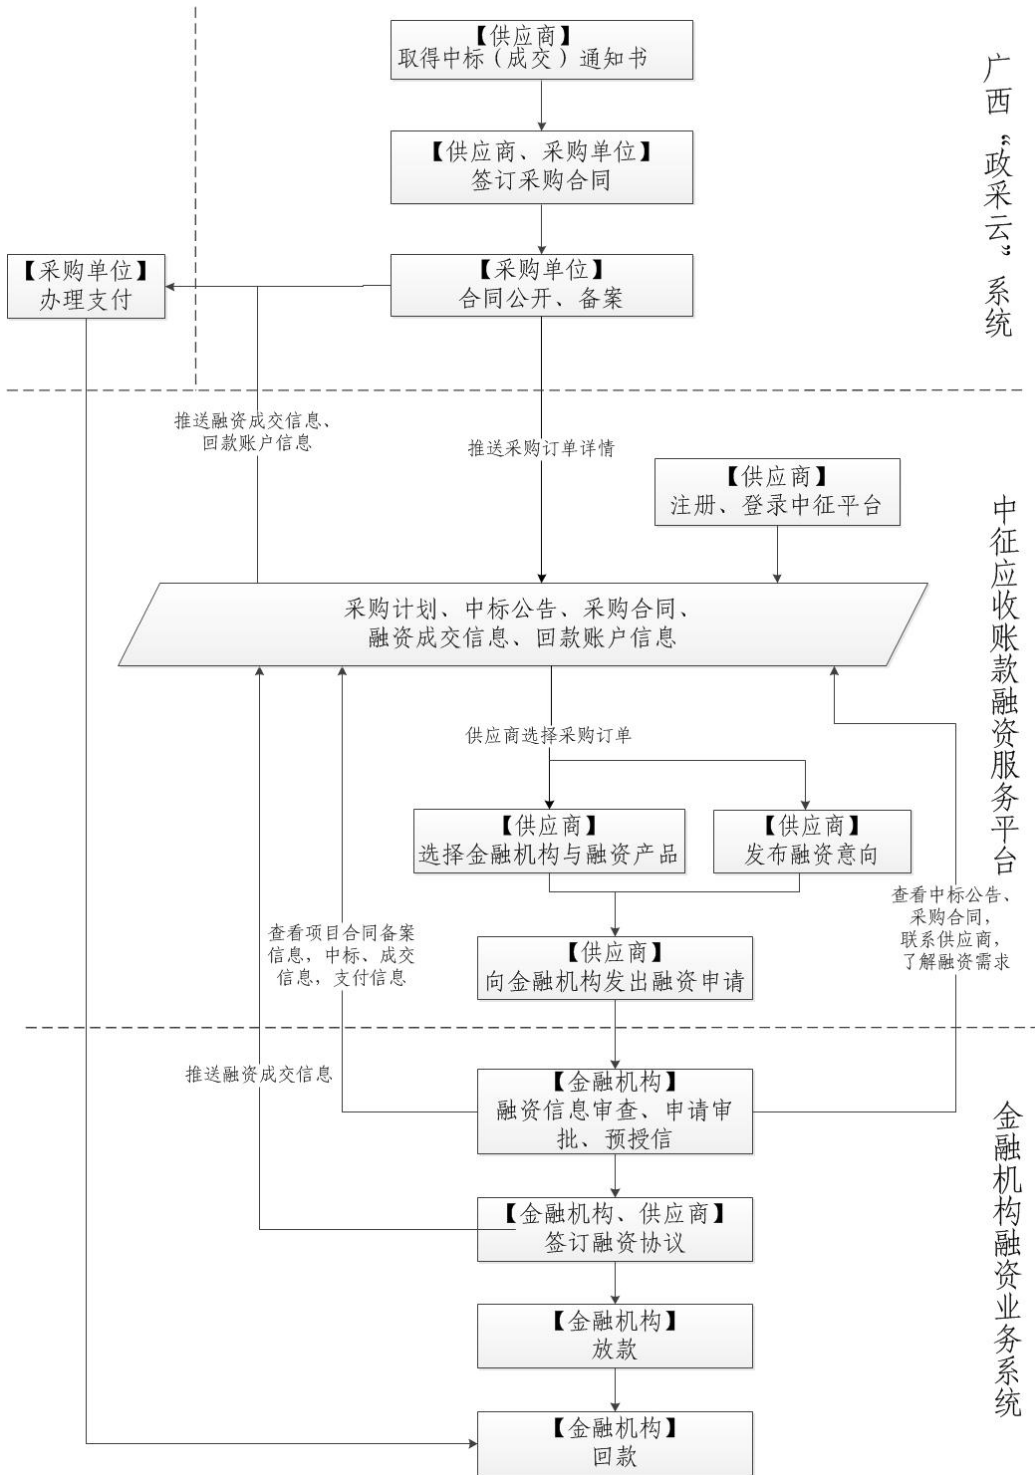 【供应商】
取得中标（成交）通知书
广西“政采云”系统
【供应商、采购单位】
签订采购合同
【采购单位】
办理支付
【采购单位】
合同公开、备案
推送融资成交信息、
回款账户信息
推送采购订单详情
【供应商】
注册、登录中征平台
中征应收账款融资服务平台
采购计划、中标公告、采购合同、
融资成交信息、回款账户信息
供应商选择采购订单
【供应商】
选择金融机构与融资产品
【供应商】
发布融资意向
查看中标公告、
采购合同，
联系供应商，
了解融资需求
查看项目合同备案
信息，中标、成交
信息，支付信息
【供应商】
向金融机构发出融资申请
推送融资成交信息
【金融机构】
融资信息审查、申请审
批、预授信
金融机构融资业务系统
【金融机构、供应商】
签订融资协议
【金融机构】
放款
【金融机构】
回款